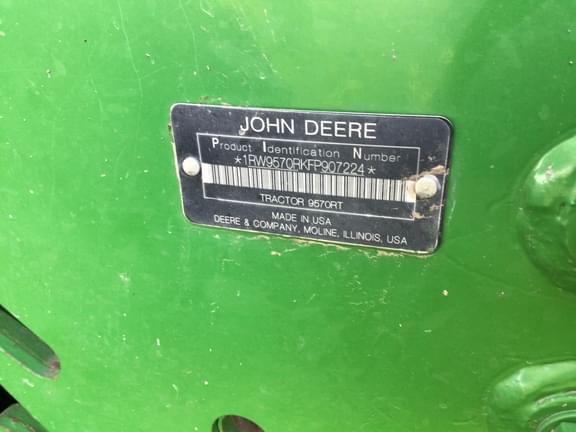 JOHN DEERE
Product Identification Number
*1RW9570RKFP907224*
TRACTOR 9570RT
MADE IN USA
DEERE & COMPANY, MOLINE, ILLINOIS, USA